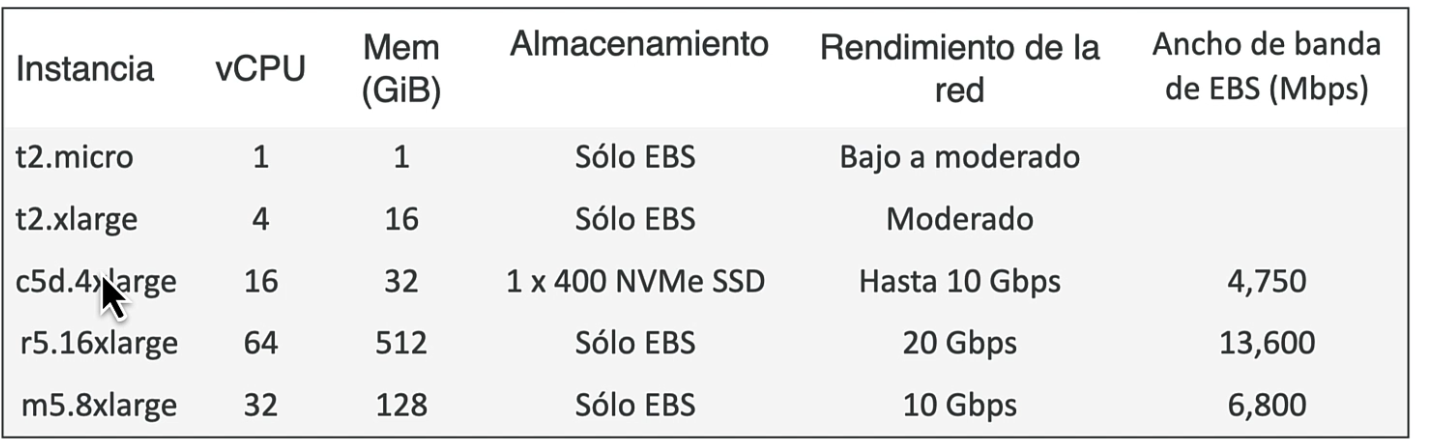 Instancia vCPU Mem (GiB) Almacenamiento Rendimiento de la red Ancho de banda de EBS (Mbps)
t2.micro 1 1 Sólo EBS Bajo a moderado
t2.xlarge 4 16 Sólo EBS Moderado
c5d.4xlarge 16 32 1 x 400 NVMe SSD Hasta 10 Gbps 4,750
r5.16xlarge 64 512 Sólo EBS 20 Gbps 13,600
m5.8xlarge 32 128 Sólo EBS 10 Gbps 6,800